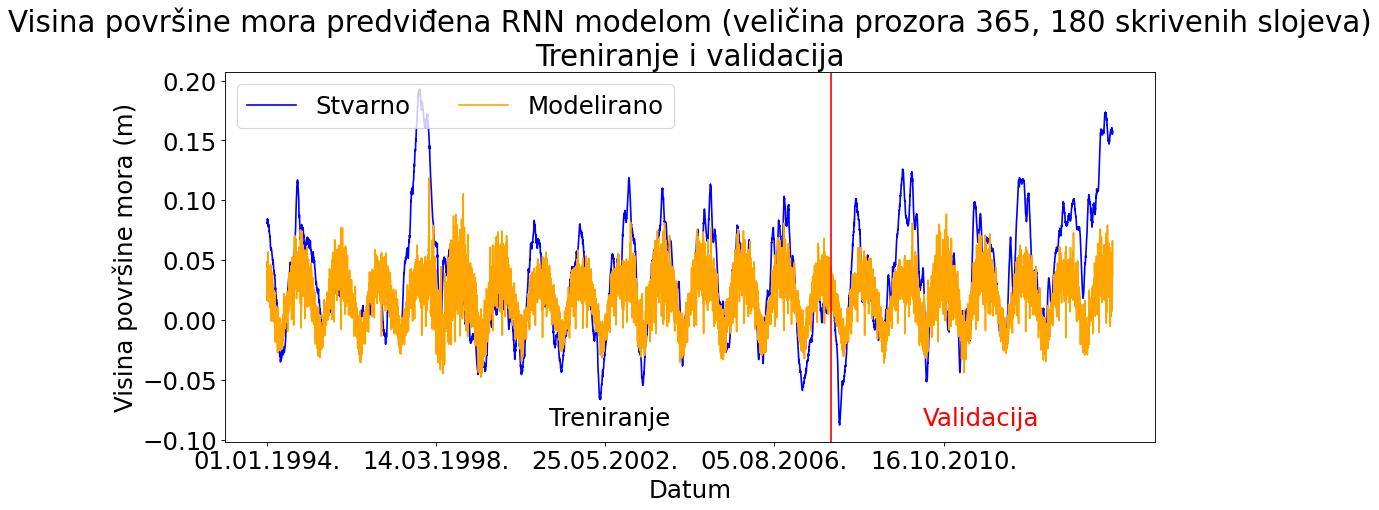 Visina površine mora predviđena RNN modelom (veličina prozora 365, 180 skrivenih slojeva)
Treniranje i validacija
Visina površine mora (m)
0.20
0.15
0.10
0.05
0.00
−0.05
−0.10
Stvarno Modelirano
Treniranje Validacija
01.01.1994. 14.03.1998. 25.05.2002. 05.08.2006. 16.10.2010.
Datum